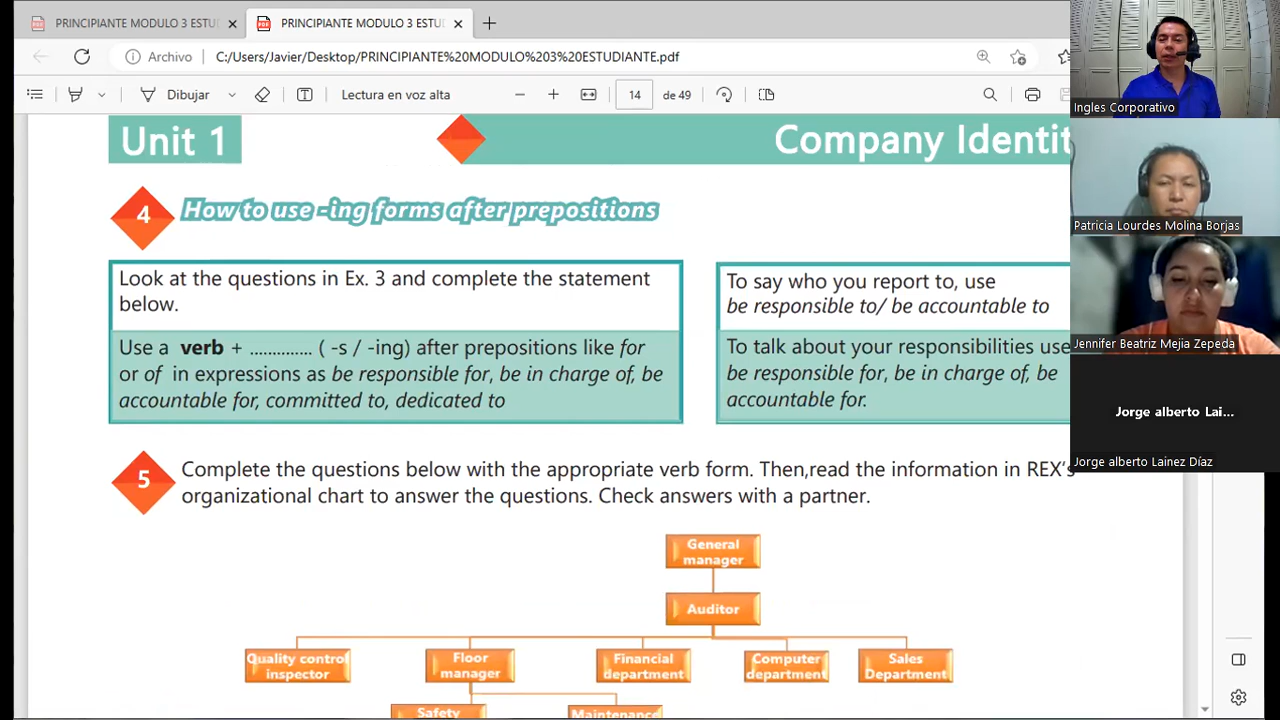 PRINCIPIANTE MODULO 3 ESTU
PRINCIPIANTE MODULO 3 ESTU
Archivo
C:/Users/Javier/Desktop/PRINCIPIANTE%20MODULO%203%20ESTUDIANTE.pdf
Dibujar
Lectura en voz alta
14
de 49
Unit 1
Company Identit
4
How to use -ing forms after prepositions
Look at the questions in Ex. 3 and complete the statement
below.
Use a verb + .............. ( -s / -ing) after prepositions like for
or of in expressions as be responsible for, be in charge of, be
accountable for, committed to, dedicated to
To say who you report to, use
be responsible to/ be accountable to
To talk about your responsibilities use
be responsible for, be in charge of, be
accountable for.
5
Complete the questions below with the appropriate verb form. Then,read the information in REX's
organizational chart to answer the questions. Check answers with a partner.
General
manager
Auditor
Quality control
inspector
Floor
manager
Financial
department
Computer
department
Sales
Department
Safety
Maintenance
Ingles Corporativo
Patricia Lourdes Molina Borjas
Jennifer Beatriz Mejia Zepeda
Jorge alberto Lai...
Jorge alberto Lainez Díaz